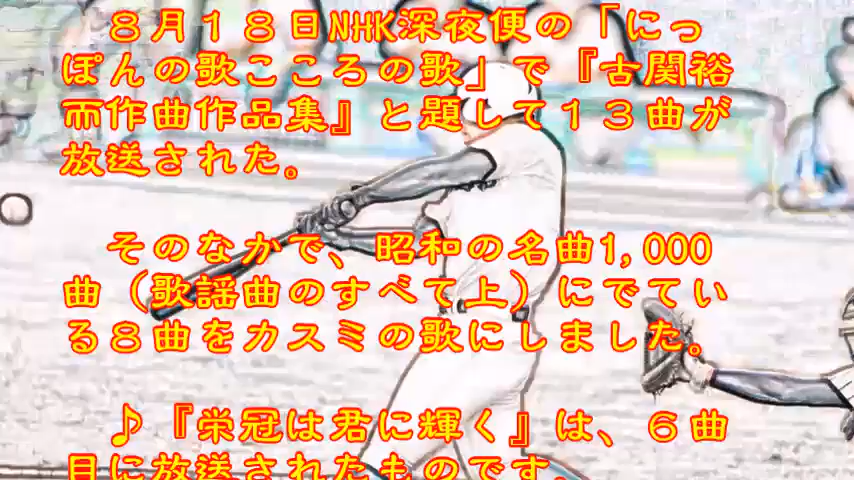 ８月１８日NHK深夜便の「にっ
ぽんの歌こころの歌」で『古関裕
而作曲作品集』と題して１３曲が
放送された。
そのなかで、昭和の名曲1,000
曲（歌謡曲のすべて上）にでてい
る８曲をカスミの歌にしました。
♪『栄冠は君に輝く』は、６曲
目に放送されたものです。